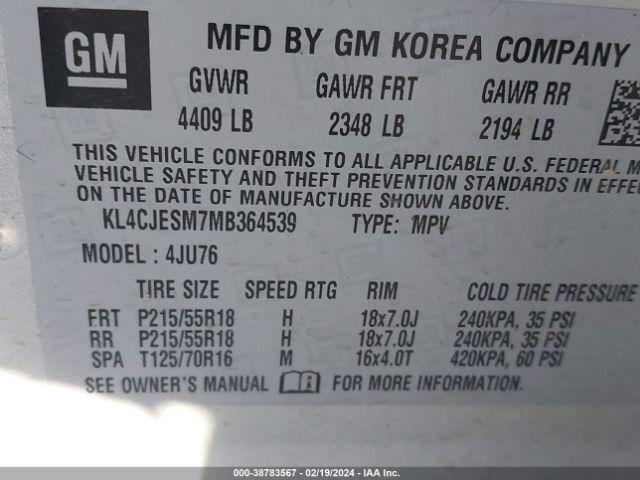 GM
MFD BY GM KOREA COMPANY
GVWR GAWR FRT GAWR RR
4409 LB 2348 LB 2194 LB
THIS VEHICLE CONFORMS TO ALL APPLICABLE U.S. FEDERAL M
VEHICLE SAFETY AND THEFT PREVENTION STANDARDS IN EFFE
ON THE DATE OF MANUFACTURE SHOWN ABOVE.
KL4CJESM7MB364539 TYPE: MPV
MODEL: 4JU76
TIRE SIZE SPEED RTG RIM COLD TIRE PRESSURE
FRT P215/55R18 H 18x7.0J 240KPA, 35 PSI
RR P215/55R18 H 18x7.0J 240KPA, 35 PSI
SPA T125/70R16 M 16x4.0T 420KPA, 60 PSI
SEE OWNER'S MANUAL FOR MORE INFORMATION.
000-38783567 - 02/19/2024 - IAAI.COM